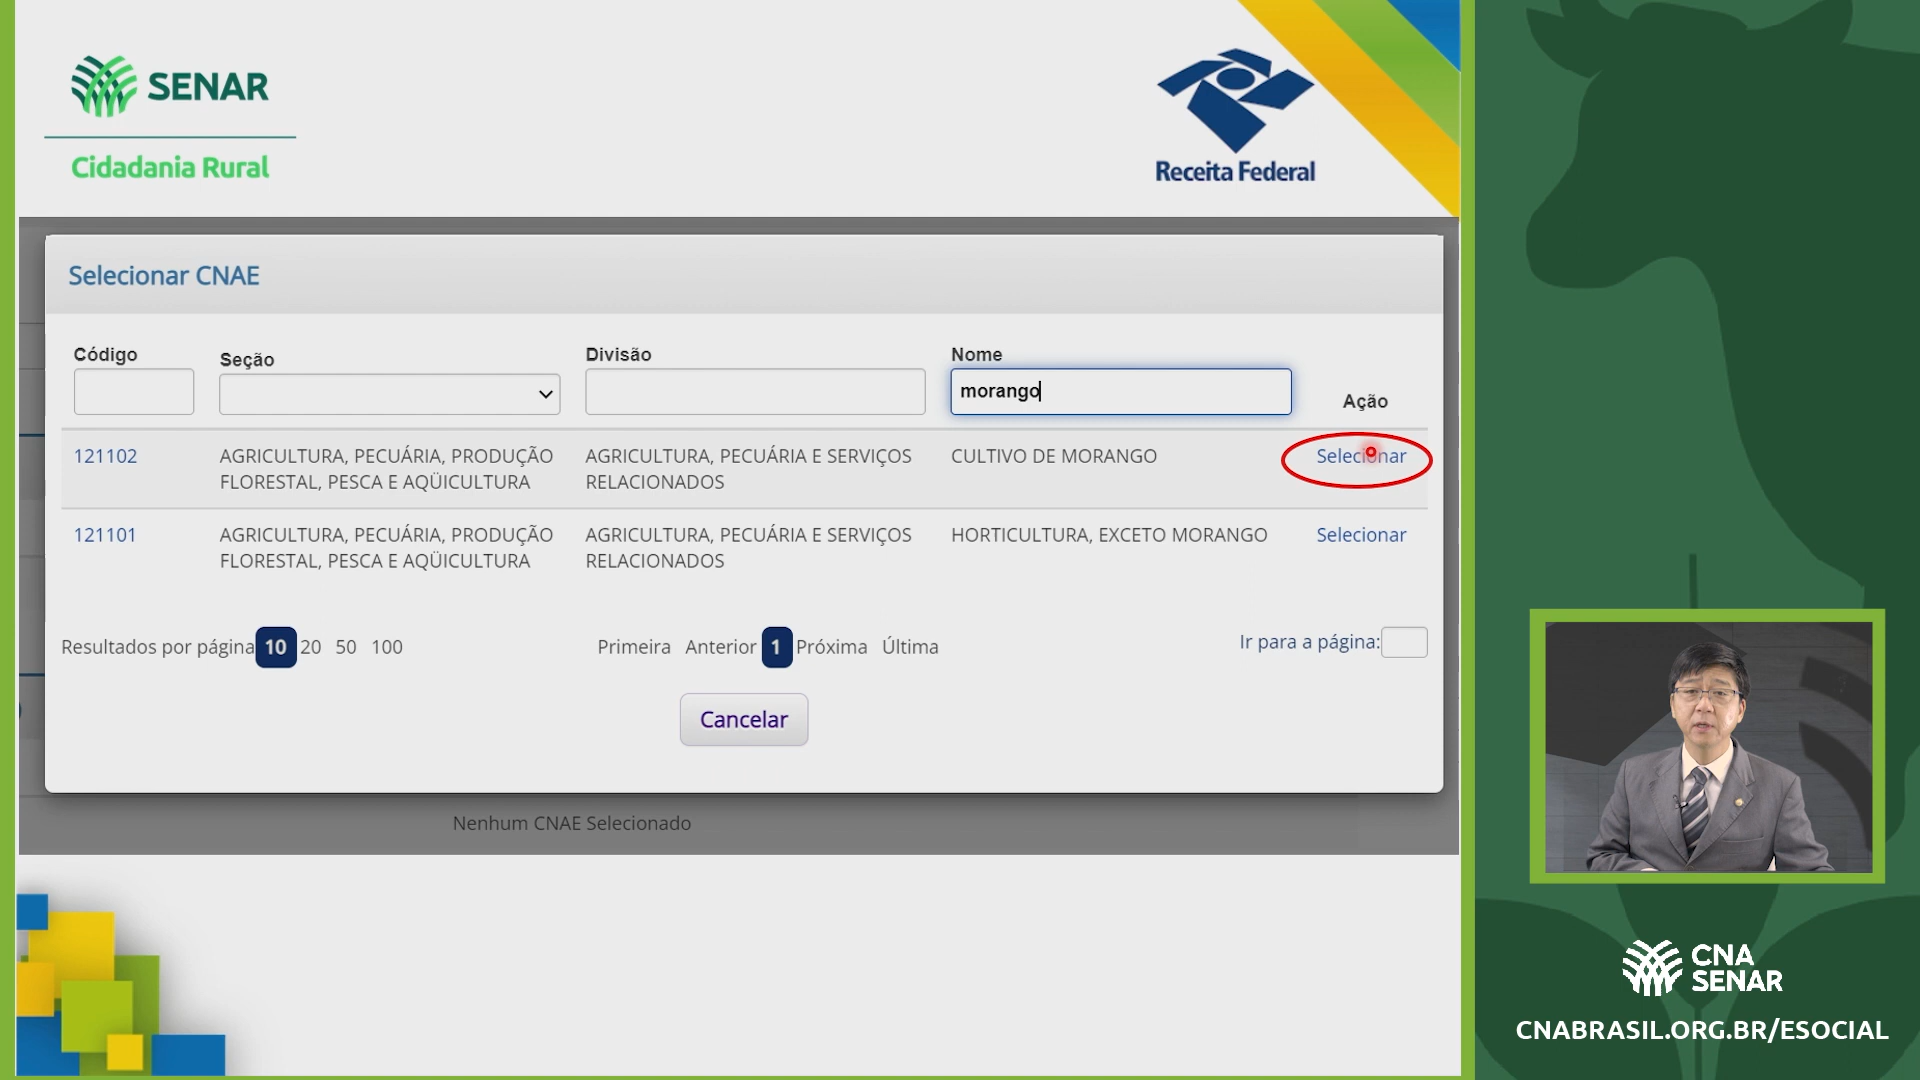 SENAR
Cidadania Rural
Receita Federal
Selecionar CNAE
Código
Seção
Divisão
Nome
morango
Ação
121102
AGRICULTURA, PECUÁRIA, PRODUÇÃO
FLORESTAL, PESCA E AQÜICULTURA
AGRICULTURA, PECUÁRIA E SERVIÇOS
RELACIONADOS
CULTIVO DE MORANGO
Selecionar
121101
AGRICULTURA, PECUÁRIA, PRODUÇÃO
FLORESTAL, PESCA E AQÜICULTURA
AGRICULTURA, PECUÁRIA E SERVIÇOS
RELACIONADOS
HORTICULTURA, EXCETO MORANGO
Selecionar
Resultados por página 10 20 50 100
Primeira Anterior 1 Próxima Última
Ir para a página:
Cancelar
Nenhum CNAE Selecionado
CNA
SENAR
CNABRASIL.ORG.BR/ESOCIAL